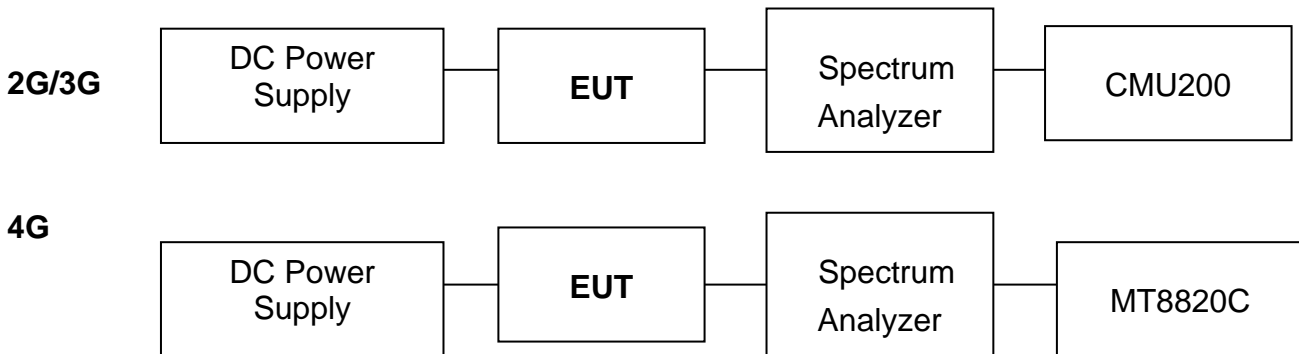 2G/3G
DC Power
Supply
EUT
Spectrum
Analyzer
CMU200
4G
DC Power
Supply
EUT
Spectrum
Analyzer
MT8820C